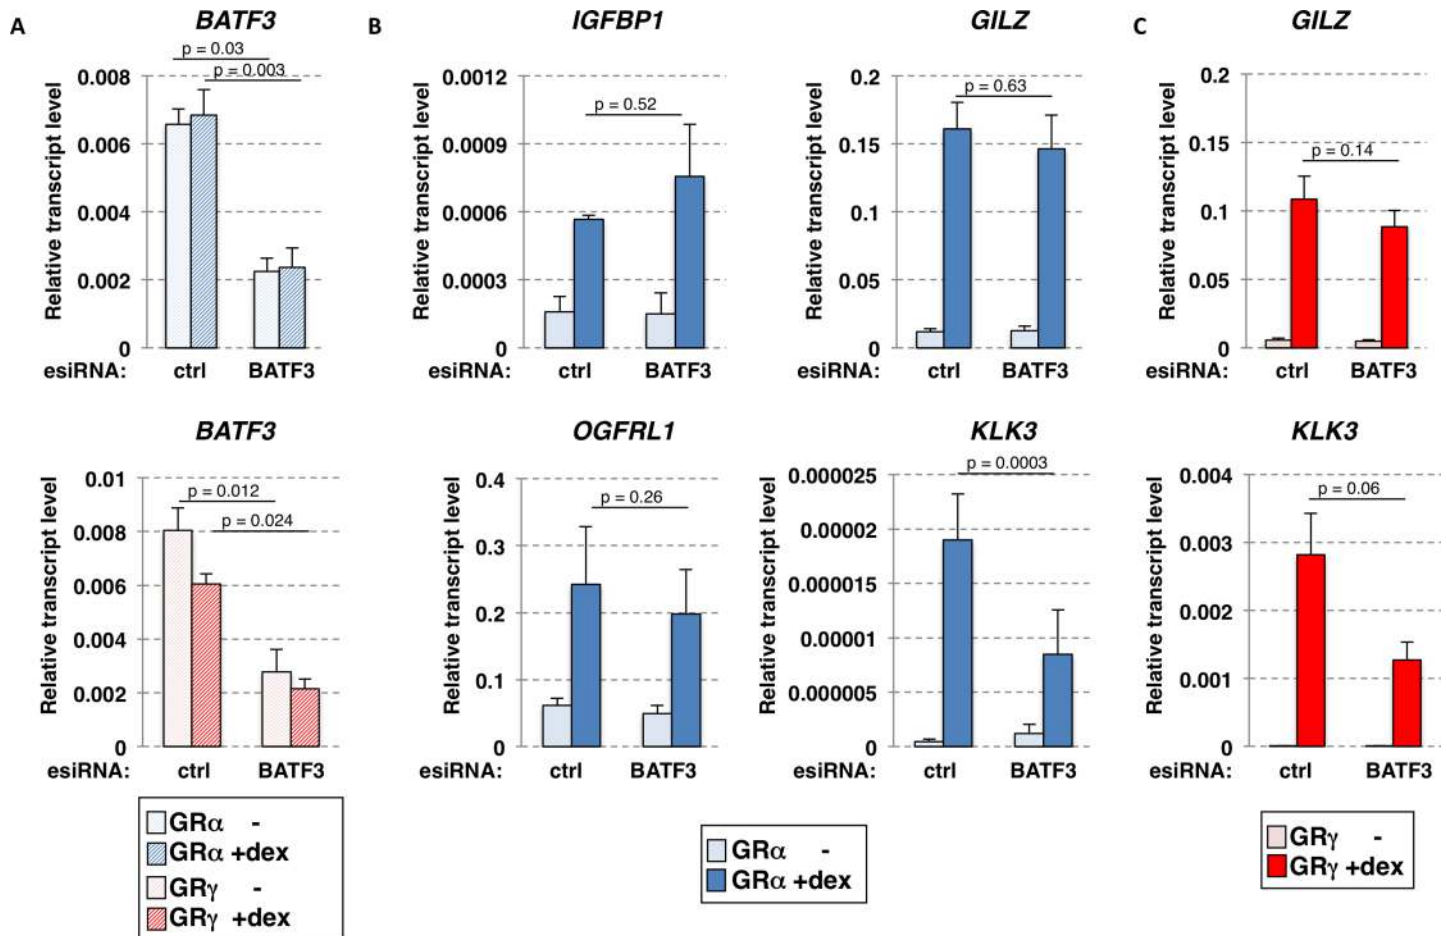 A
BATF3
p = 0.03
p = 0.003
Relative transcript level
0.008
0.006
0.004
0.002
0
esiRNA: ctrl BATF3
BATF3
p = 0.012
p = 0.024
Relative transcript level
0.01
0.008
0.006
0.004
0.002
0
esiRNA: ctrl BATF3
GRα -
GRα +dex
GRγ -
GRγ +dex
B
IGFBP1
p = 0.52
Relative transcript level
0.0012
0.0009
0.0006
0.0003
0
esiRNA: ctrl BATF3
GILZ
p = 0.63
Relative transcript level
0.2
0.15
0.1
0.05
0
esiRNA: ctrl BATF3
OGFRL1
p = 0.26
Relative transcript level
0.4
0.3
0.2
0.1
0
esiRNA: ctrl BATF3
KLK3
p = 0.0003
Relative transcript level
0.000025
0.00002
0.000015
0.00001
0.000005
0
esiRNA: ctrl BATF3
GRα -
GRα +dex
C
GILZ
p = 0.14
Relative transcript level
0.2
0.15
0.1
0.05
0
esiRNA: ctrl BATF3
KLK3
p = 0.06
Relative transcript level
0.004
0.003
0.002
0.001
0
esiRNA: ctrl BATF3
GRγ -
GRγ +dex